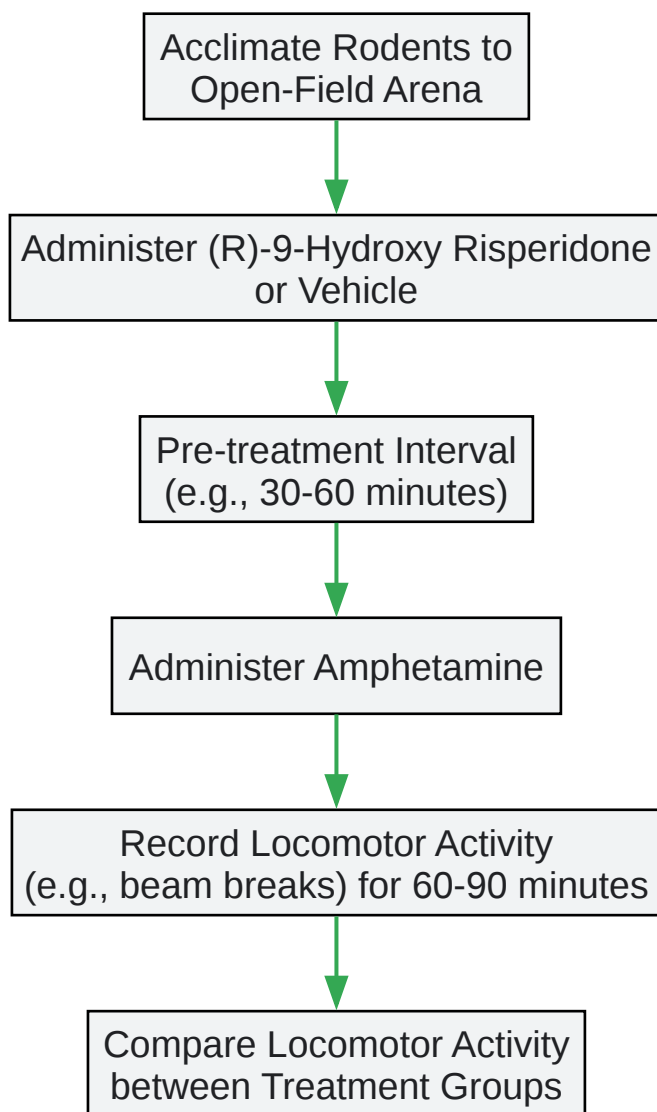 Acclimate Rodents to
Open-Field Arena
Administer (R)-9-Hydroxy Risperidone
or Vehicle
Pre-treatment Interval
(e.g., 30-60 minutes)
Administer Amphetamine
Record Locomotor Activity
(e.g., beam breaks) for 60-90 minutes
Compare Locomotor Activity
between Treatment Groups